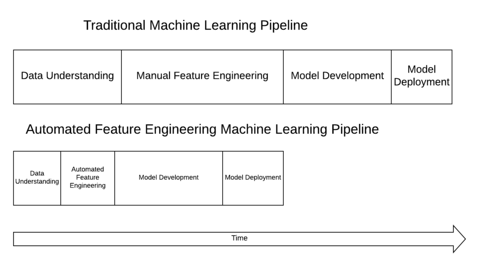 Traditional Machine Learning Pipeline
Data Understanding
Manual Feature Engineering
Model Development
Model
Deployment
Automated Feature Engineering Machine Learning Pipeline
Data
Understanding
Automated
Feature
Engineering
Model Development
Model Deployment
Time